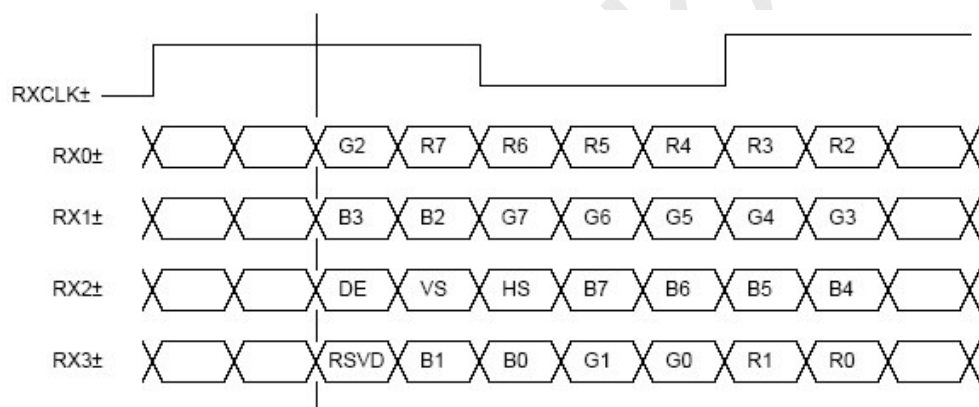 RXCLK±
RX0± G2 R7 R6 R5 R4 R3 R2
RX1± B3 B2 G7 G6 G5 G4 G3
RX2± DE VS HS B7 B6 B5 B4
RX3± RSVD B1 B0 G1 G0 R1 R0